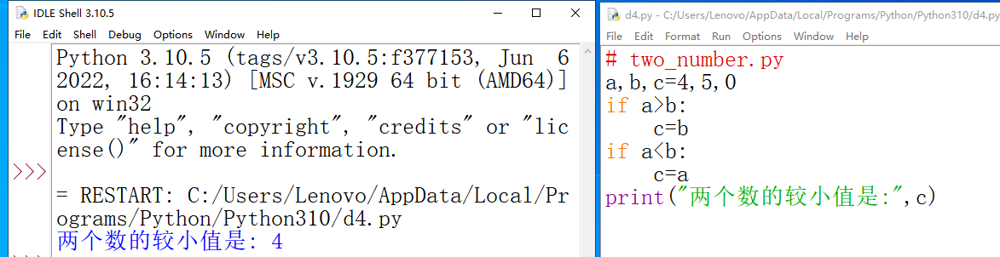 IDLE Shell 3.10.5
File Edit Shell Debug Options Window Help
Python 3.10.5 (tags/v3.10.5:f377153, Jun  6
2022, 16:14:13) [MSC v.1929 64 bit (AMD64)]
on win32
Type "help", "copyright", "credits" or "lic
ense()" for more information.
>>>
= RESTART: C:/Users/Lenovo/AppData/Local/Pr
ograms/Python/Python310/d4.py
两个数的较小值是: 4
>>>
d4.py - C:/Users/Lenovo/AppData/Local/Programs/Python/Python310/d4.py
File Edit Format Run Options Window Help
# two_number.py
a,b,c=4,5,0
if a>b:
    c=b
if a<b:
    c=a
print("两个数的较小值是:",c)